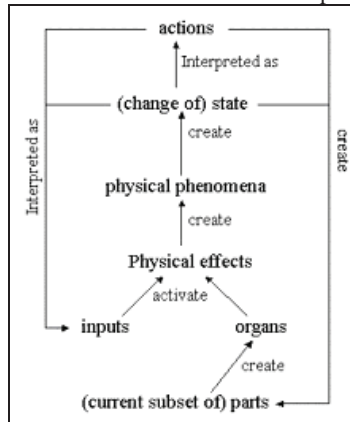 actions
Interpreted as
(change of) state
create
physical phenomena
create
Physical effects
activate
inputs organs
create
(current subset of) parts
Interpreted as
create